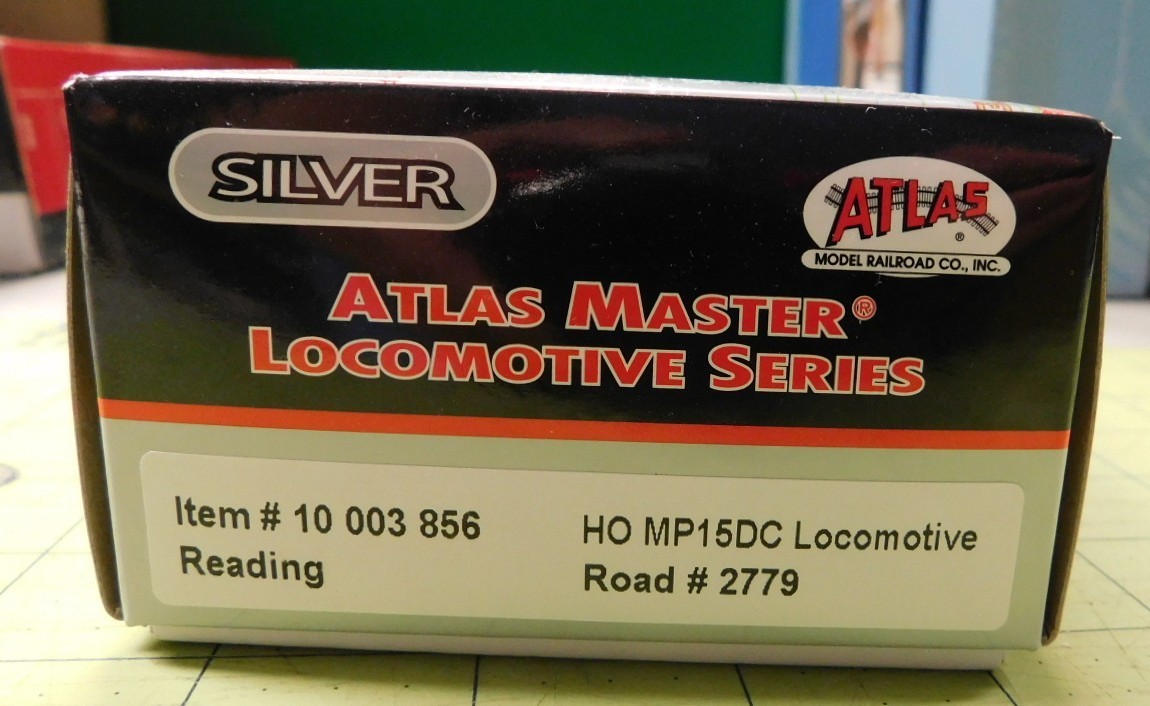 SILVER
ATLAS ®
MODEL RAILROAD CO., INC.
ATLAS MASTER®
LOCOMOTIVE SERIES
Item # 10 003 856
Reading
HO MP15DC Locomotive
Road # 2779